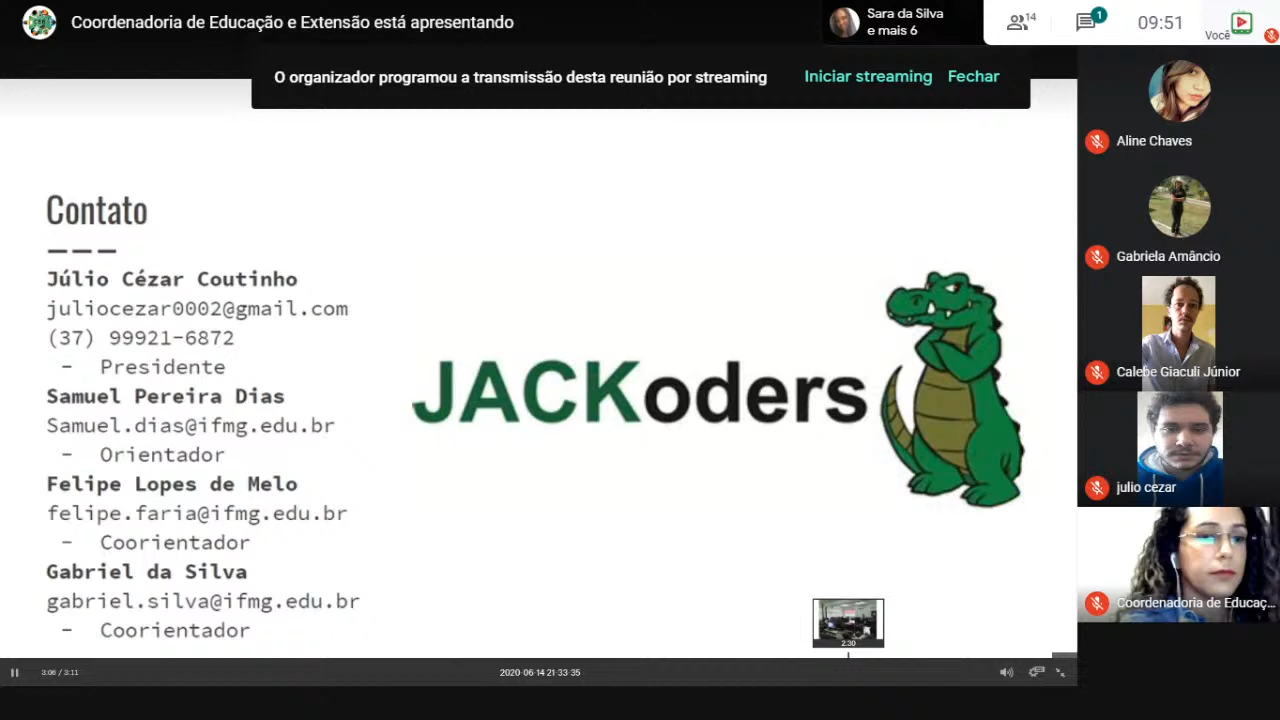 Coordenadoria de Educação e Extensão está apresentando
Sara da Silva
e mais 6
14
1
09:51
Você
O organizador programou a transmissão desta reunião por streaming
Iniciar streaming
Fechar
Contato
Júlio Cézar Coutinho
juliocezar0002@gmail.com
(37) 99921-6872
- Presidente
Samuel Pereira Dias
Samuel.dias@ifmg.edu.br
- Orientador
Felipe Lopes de Melo
felipe.faria@ifmg.edu.br
- Coorientador
Gabriel da Silva
gabriel.silva@ifmg.edu.br
- Coorientador
JACKoders
Aline Chaves
Gabriela Amâncio
Calebe Giaculi Júnior
julio cezar
Coordenadoria de Educaç...
2:30
3:06 / 3:11
2020-06-14 21-33-35